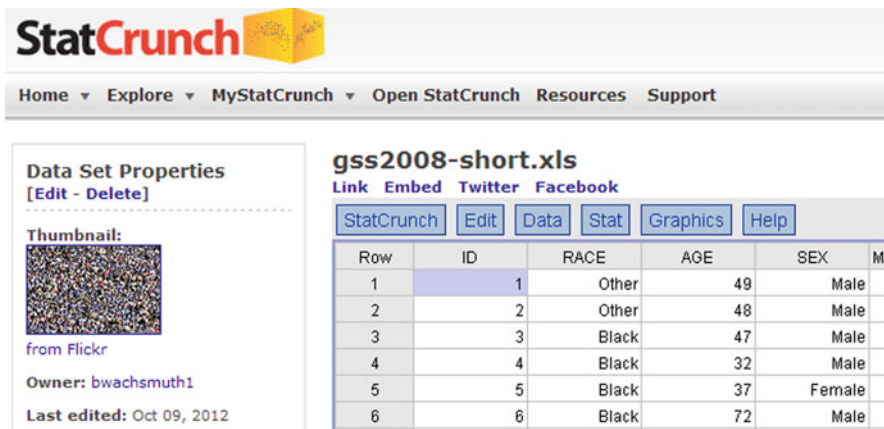 StatCrunch
Home Explore MyStatCrunch Open StatCrunch Resources Support
Data Set Properties
[Edit - Delete]
Thumbnail:
from Flickr
Owner: bwachsmuth1
Last edited: Oct 09, 2012
gss2008-short.xls
Link Embed Twitter Facebook
StatCrunch Edit Data Stat Graphics Help
Row ID RACE AGE SEX M
1 1 Other 49 Male
2 2 Other 48 Male
3 3 Black 47 Male
4 4 Black 32 Male
5 5 Black 37 Female
6 6 Black 72 Male